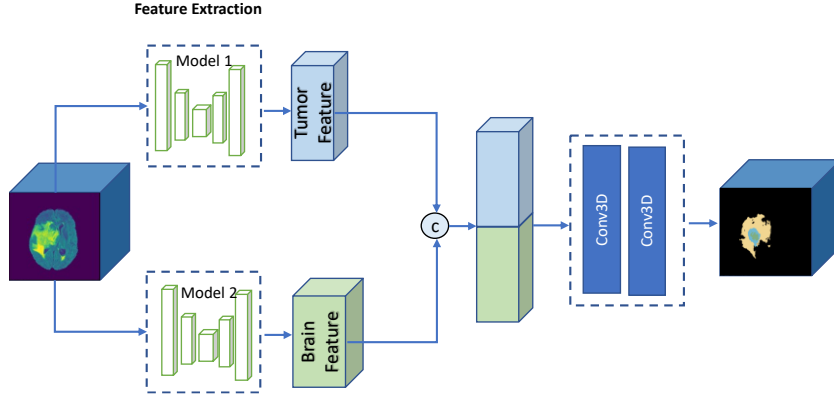 Feature Extraction
Model 1
Tumor
Feature
C
Conv3D
Conv3D
Model 2
Brain
Feature